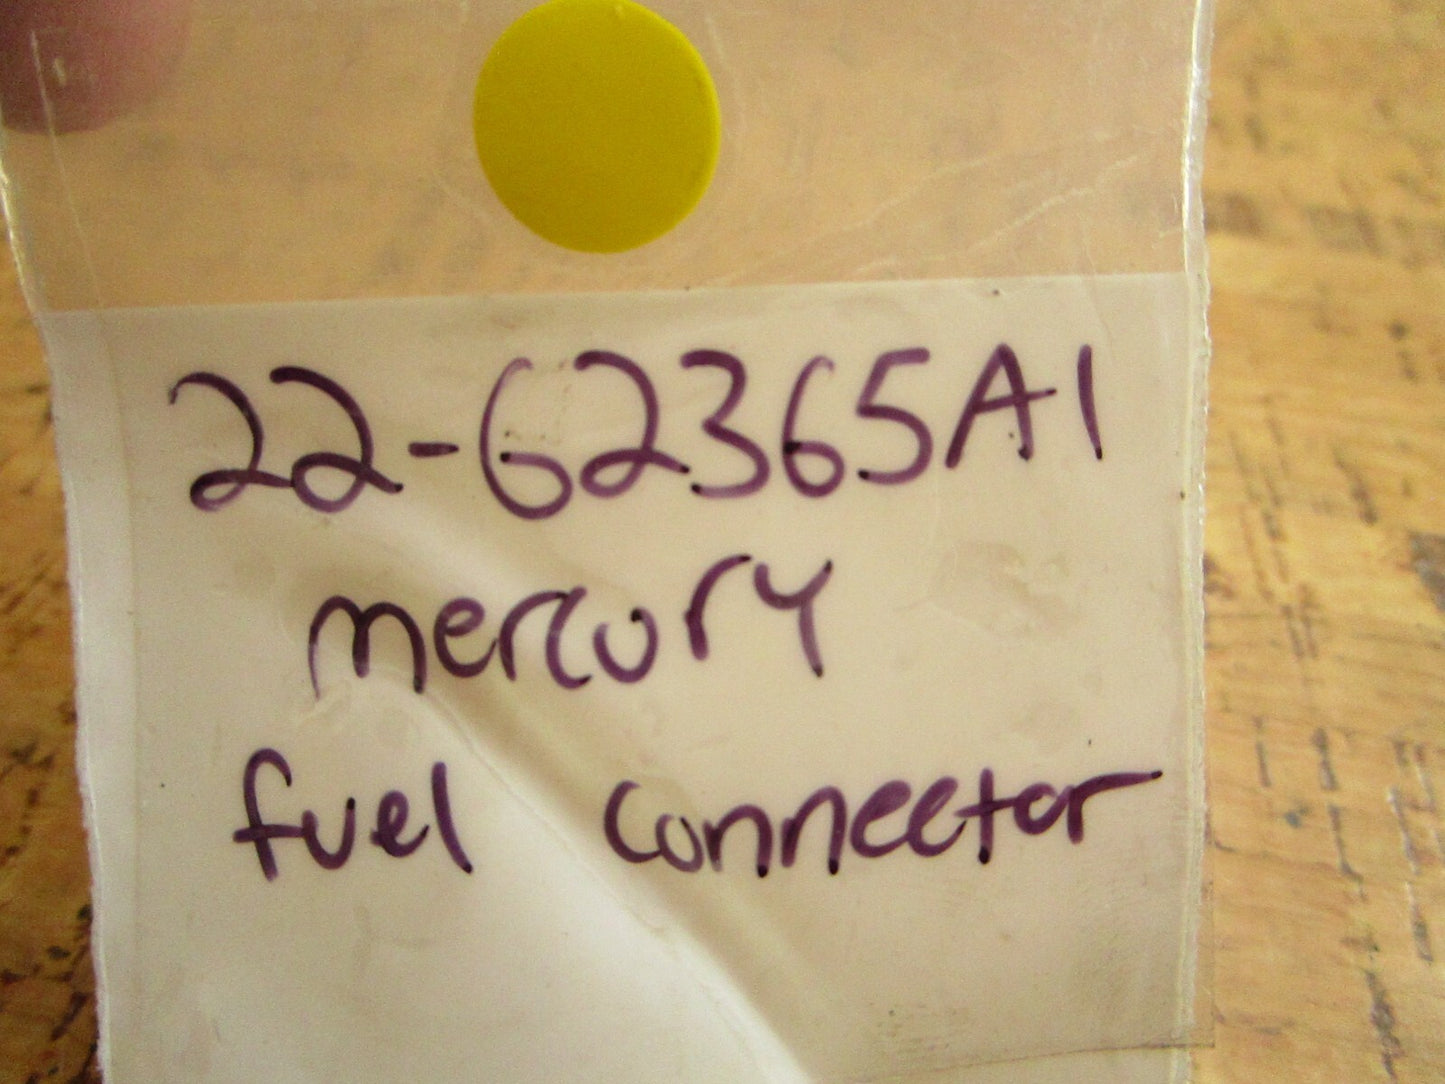 22-62365A1
mercury
fuel connector